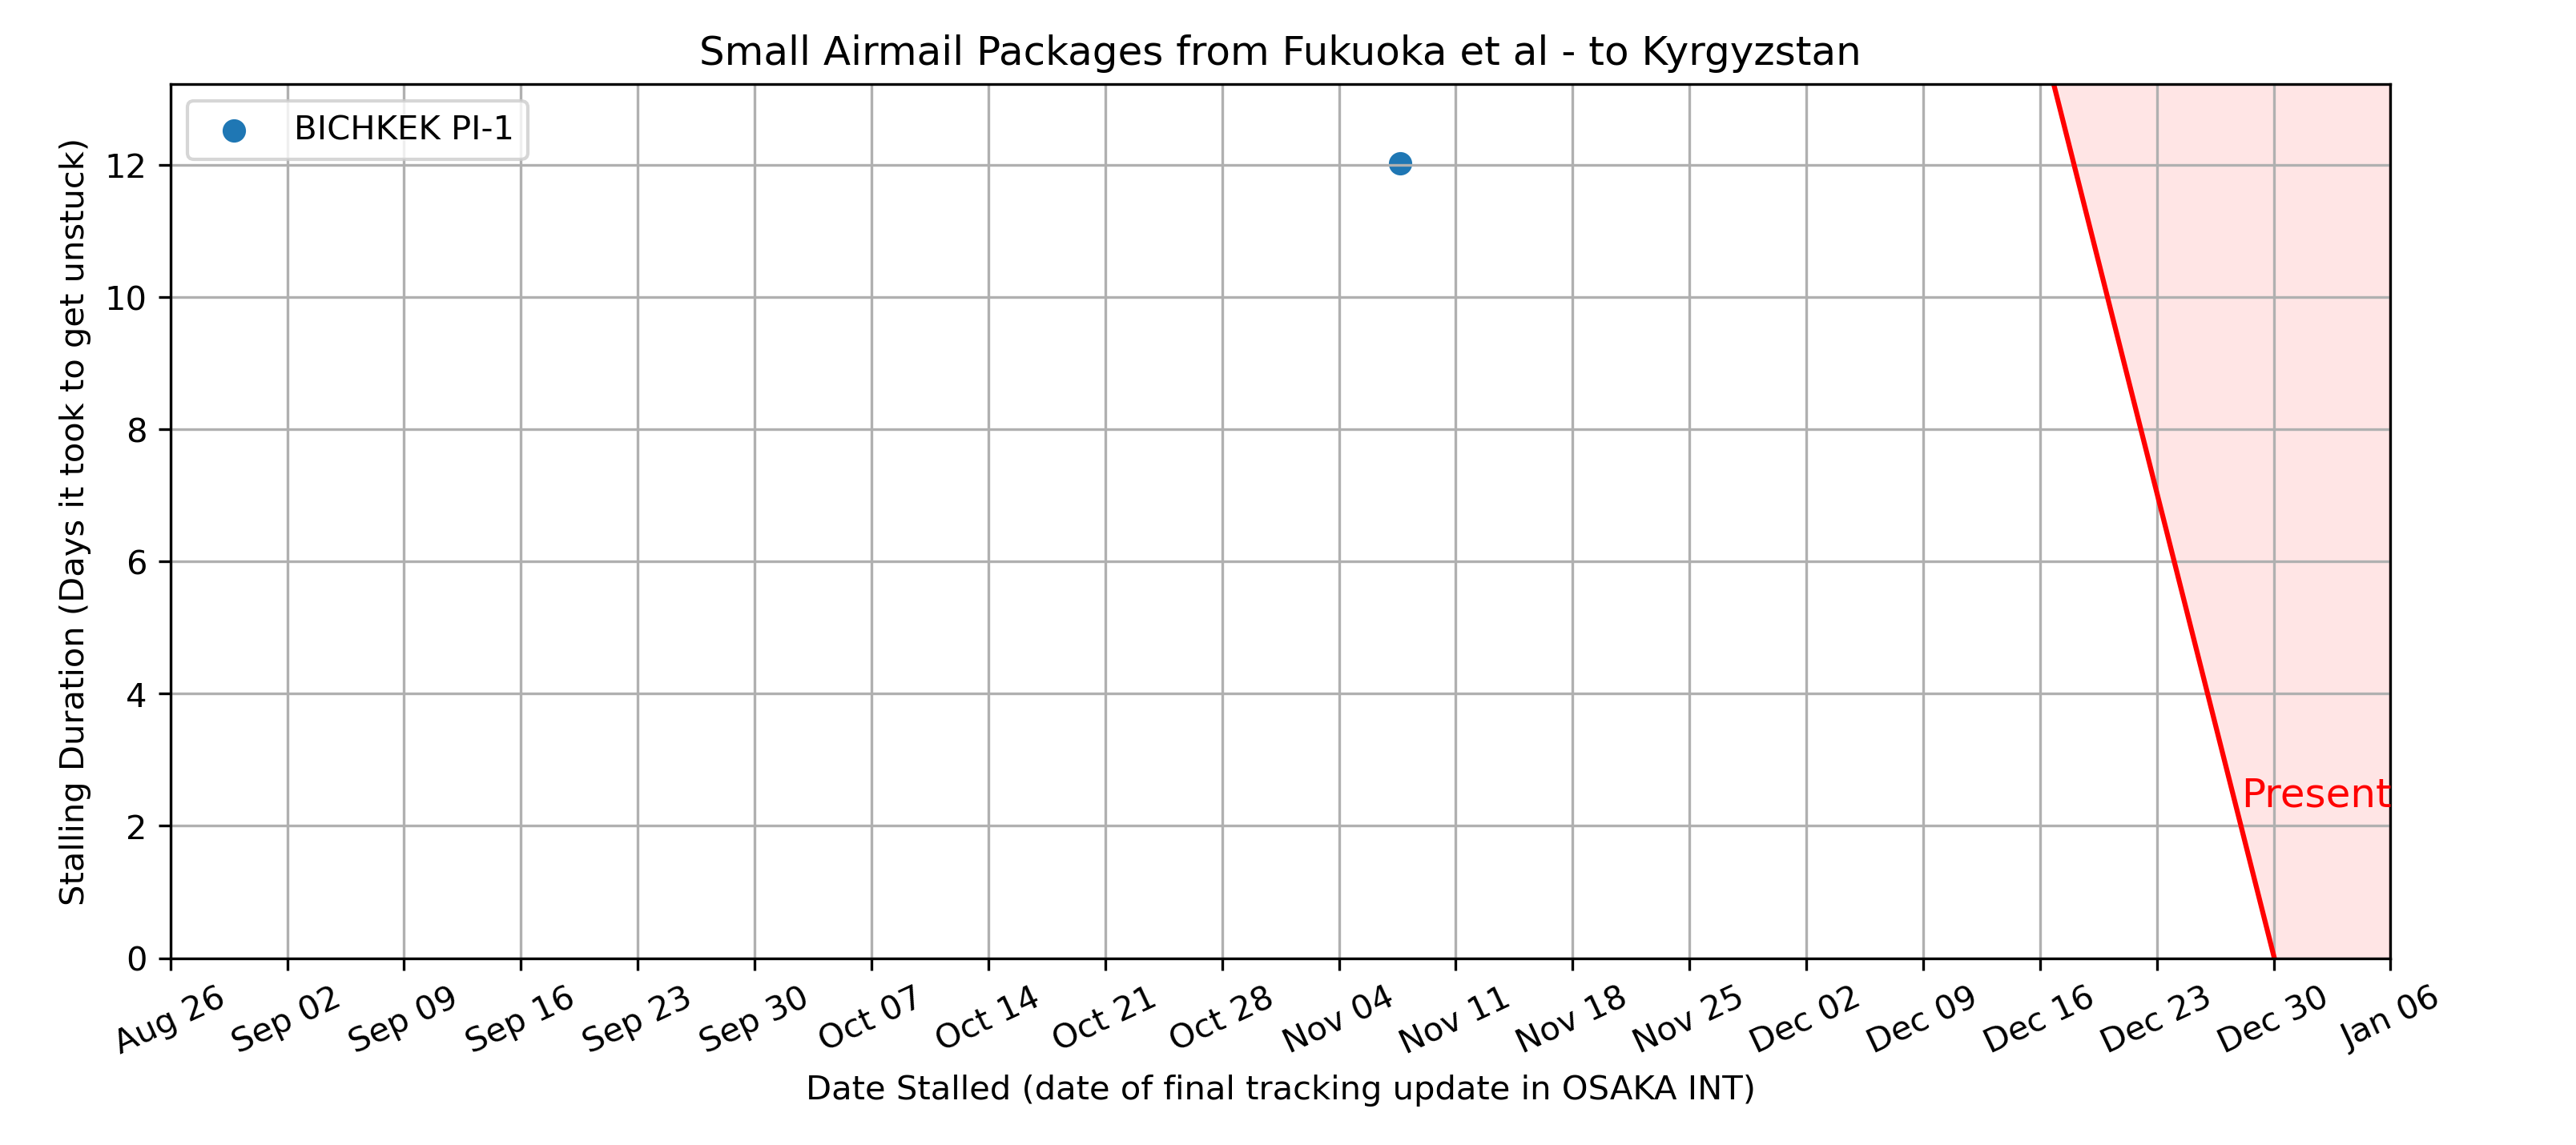 Small Airmail Packages from Fukuoka et al - to Kyrgyzstan
BICHKEK PI-1
Stalling Duration (Days it took to get unstuck)
12
10
8
6
4
2
0
Present
Aug 26
Sep 02
Sep 09
Sep 16
Sep 23
Sep 30
Oct 07
Oct 14
Oct 21
Oct 28
Nov 04
Nov 11
Nov 18
Nov 25
Dec 02
Dec 09
Dec 16
Dec 23
Dec 30
Jan 06
Date Stalled (date of final tracking update in OSAKA INT)